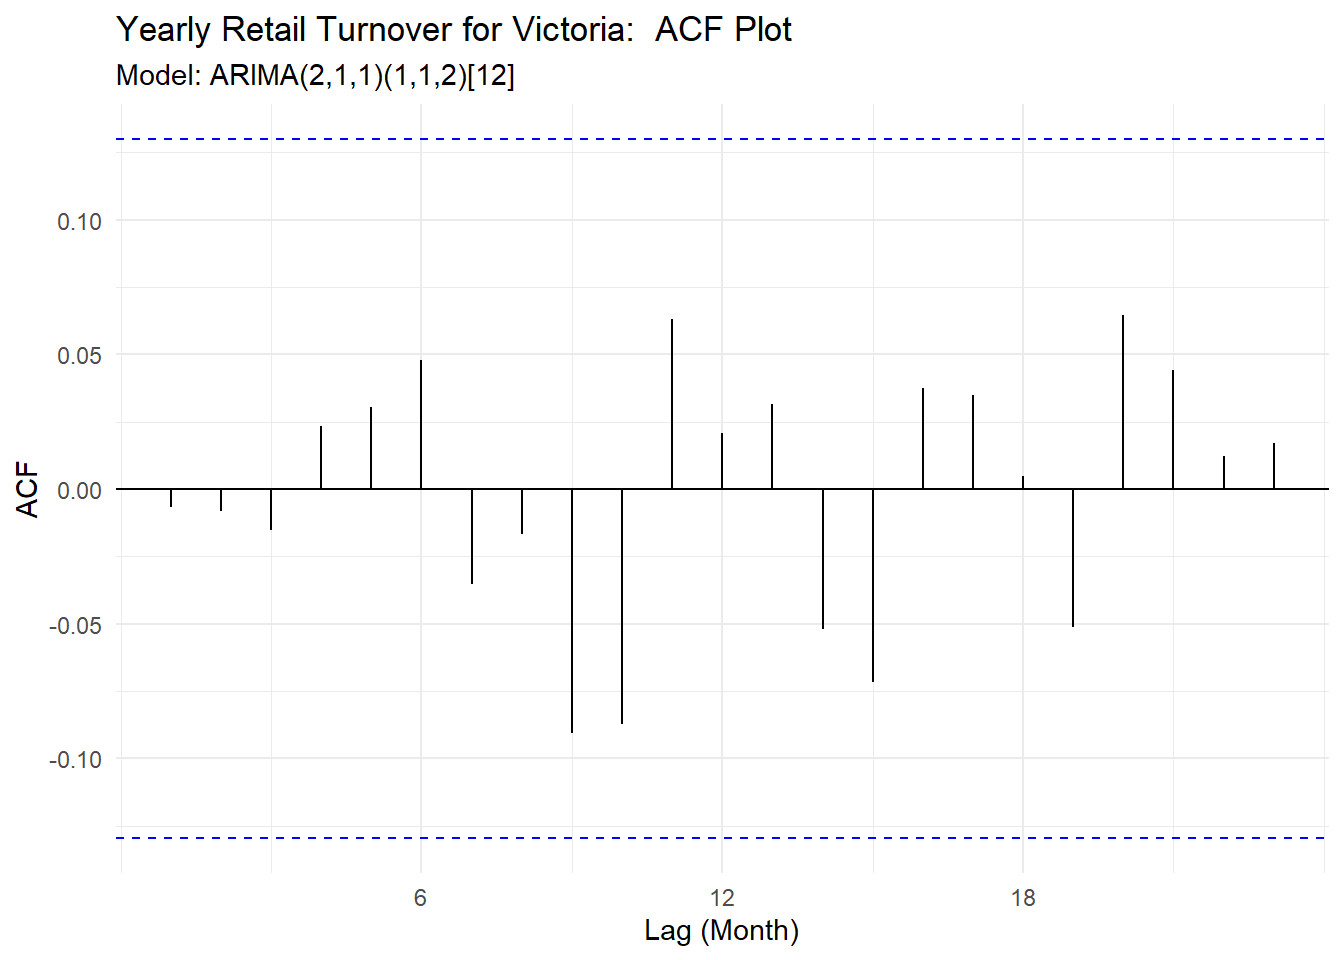 Yearly Retail Turnover for Victoria:  ACF Plot
Model: ARIMA(2,1,1)(1,1,2)[12]
0.10
0.05
0.00
-0.05
-0.10
ACF
6 12 18
Lag (Month)